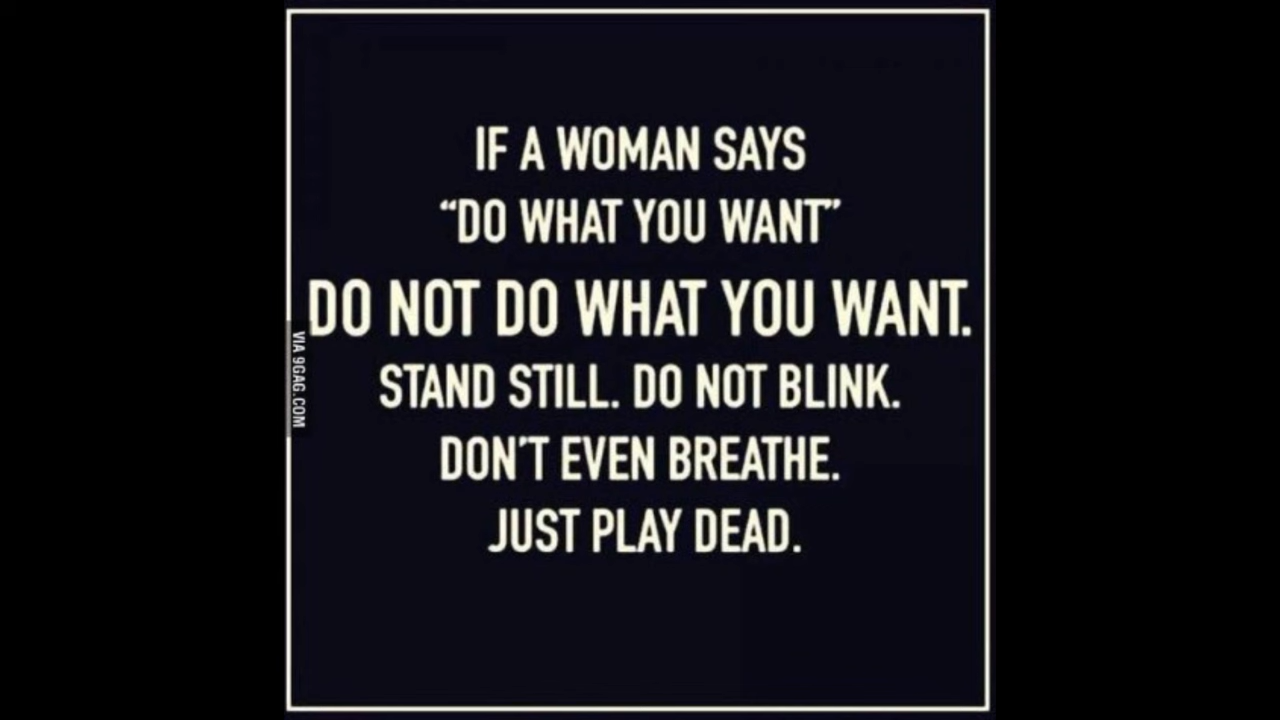 IF A WOMAN SAYS
“DO WHAT YOU WANT”
DO NOT DO WHAT YOU WANT.
STAND STILL. DO NOT BLINK.
DON'T EVEN BREATHE.
JUST PLAY DEAD.
VIA 9GAG.COM